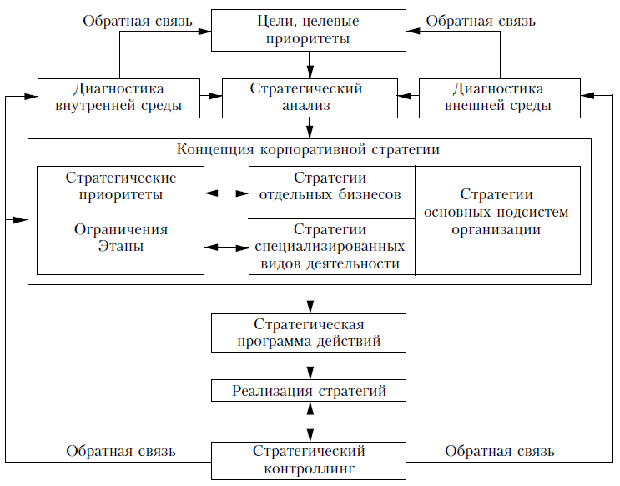 Обратная связь
Цели, целевые
приоритеты
Обратная связь
Диагностика
внутренней среды
Стратегический
анализ
Диагностика
внешней среды
Концепция корпоративной стратегии
Стратегические
приоритеты
Ограничения
Этапы
Стратегии
отдельных бизнесов
Стратегии
специализированных
видов деятельности
Стратегии
основных подсистем
организации
Стратегическая
программа действий
Реализация стратегий
Обратная связь
Стратегический
контроллинг
Обратная связь